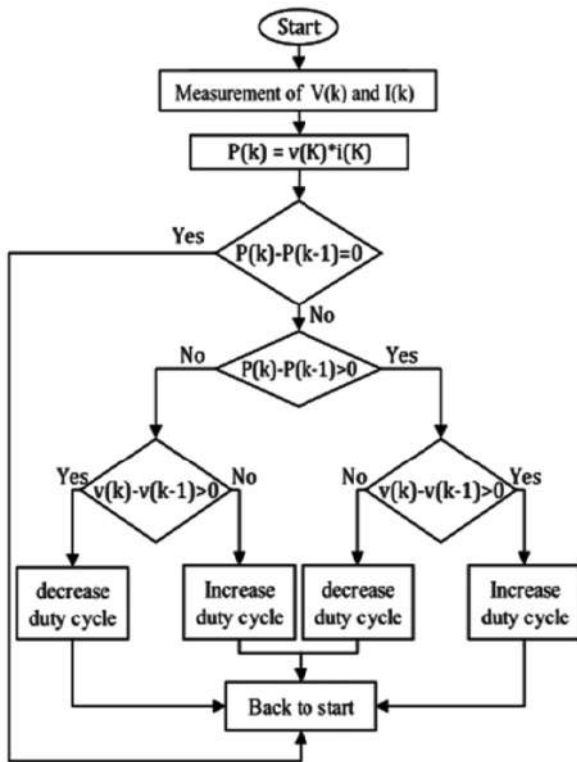 Start
Measurement of V(k) and I(k)
P(k) = v(K)*i(K)
Yes
P(k)-P(k-1)=0
No
No
P(k)-P(k-1)>0
Yes
Yes
v(k)-v(k-1)>0
No
No
v(k)-v(k-1)>0
Yes
decrease
duty cycle
Increase
duty cycle
decrease
duty cycle
Increase
duty cycle
Back to start